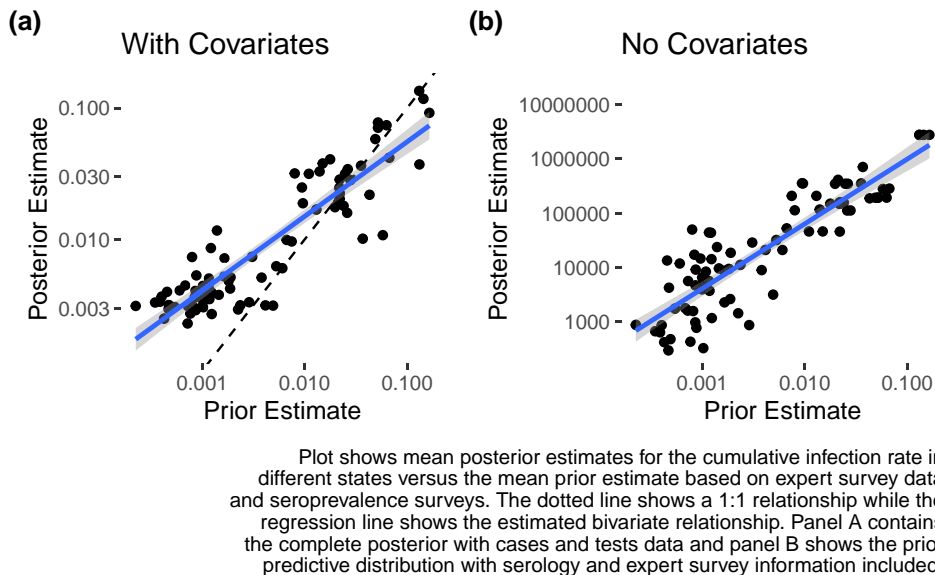 (a)
With Covariates
0.100
0.030
0.010
0.003
Posterior Estimate
0.001 0.010 0.100
Prior Estimate
(b)
No Covariates
10000000
1000000
100000
10000
1000
Posterior Estimate
0.001 0.010 0.100
Prior Estimate
Plot shows mean posterior estimates for the cumulative infection rate in
different states versus the mean prior estimate based on expert survey data
and seroprevalence surveys. The dotted line shows a 1:1 relationship while the
regression line shows the estimated bivariate relationship. Panel A contains
the complete posterior with cases and tests data and panel B shows the prio
predictive distribution with serology and expert survey information included